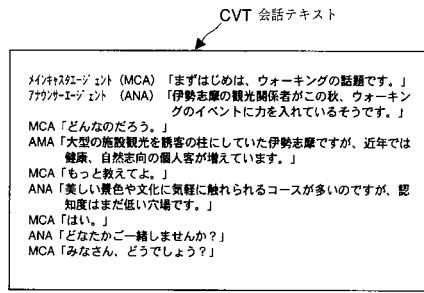 CVT 会話テキスト
メインキャスタエージェント (MCA) 「まずはじめは、ウォーキングの話題です。」
アナウンサーエージェント (ANA) 「伊勢志摩の観光関係者がこの秋、ウォーキン
グのイベントに力を入れているそうです。」
MCA「どんなのだろう。」
AMA「大型の施設観光を誘客の柱にしていた伊勢志摩ですが、近年では
健康、自然志向の個人客が増えています。」
MCA「もっと教えてよ。」
ANA「美しい景色や文化に気軽に触れられるコースが多いのですが、認
知度はまだ低い穴場です。」
MCA「はい。」
ANA「どなたかご一緒しませんか?」
MCA「みなさん、どうでしょう?」